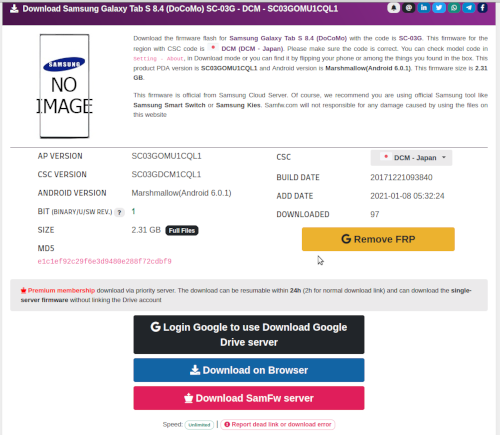 Download Samsung Galaxy Tab S 8.4 (DoCoMo) SC-03G - DCM - SC03GOMU1CQL1
SAMSUNG
NO
IMAGE
Download the firmware flash for Samsung Galaxy Tab S 8.4 (DoCoMo) with the code is SC-03G. This firmware for the
region with CSC code is DCM (DCM - Japan). Please make sure the code is correct. You can check model code in
Setting - About, in Download mode or you can find it by flipping your phone or among the things you found in the box. This
product PDA version is SC03GOMU1CQL1 and Android version is Marshmallow(Android 6.0.1). This firmware size is 2.31
GB.
This firmware is official from Samsung Cloud Server. Of course, we recommend you are using official Samsung tool like
Samsung Smart Switch or Samsung Kies. Samfw.com will not responsible for any damage caused by using the files on
this website
AP VERSION SC03GOMU1CQL1
CSC VERSION SC03GDCM1CQL1
ANDROID VERSION Marshmallow(Android 6.0.1)
BIT (BINARY/U/SW REV.) ? 1
SIZE 2.31 GB Full Files
MD5
e1c1ef92c29f6e3d9480e288f72cdbf9
CSC DCM - Japan
BUILD DATE 20171221093840
ADD DATE 2021-01-08 05:32:24
DOWNLOADED 97
Remove FRP
Premium membership download via priority server. The download can be resumable within 24h (2h for normal download link) and can download the single-
server firmware without linking the Drive account
Login Google to use Download Google
Drive server
Download on Browser
Download SamFw server
Speed: Unlimited | Report dead link or download error